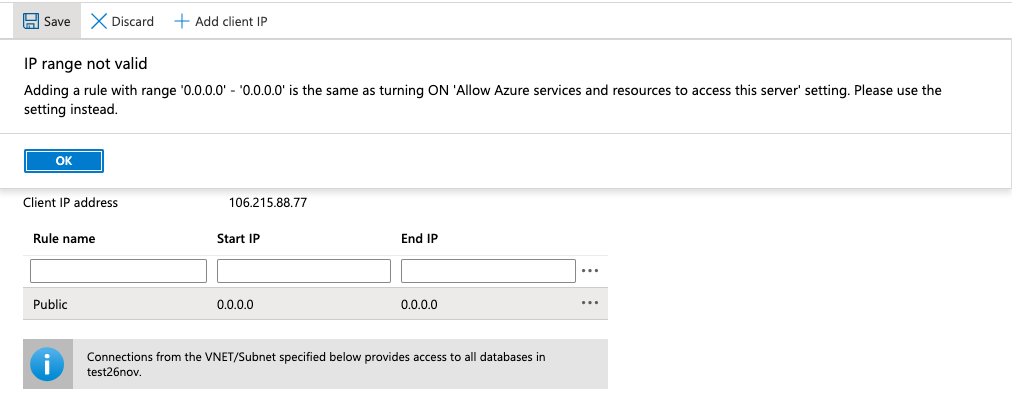 Save Discard Add client IP
IP range not valid
Adding a rule with range '0.0.0.0' - '0.0.0.0' is the same as turning ON 'Allow Azure services and resources to access this server' setting. Please use the
setting instead.
OK
Client IP address 106.215.88.77
Rule name Start IP End IP
Public 0.0.0.0 0.0.0.0
Connections from the VNET/Subnet specified below provides access to all databases in
test26nov.